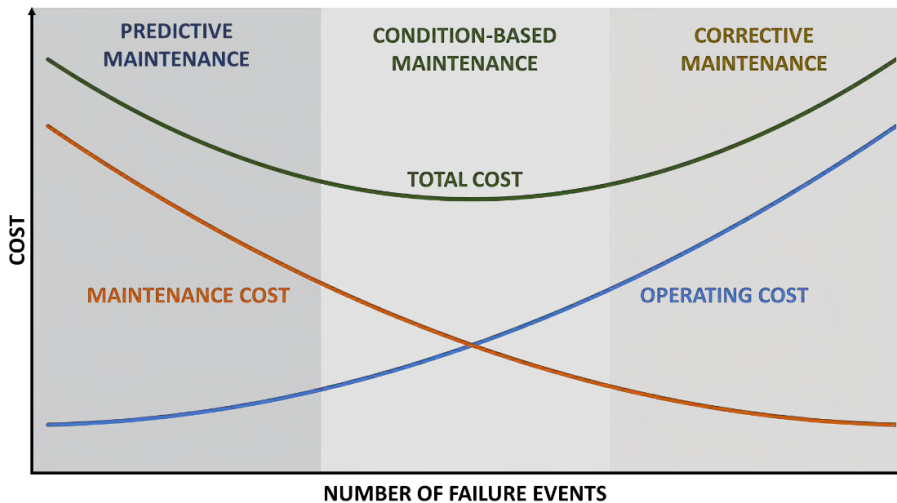 PREDICTIVE
MAINTENANCE
CONDITION-BASED
MAINTENANCE
CORRECTIVE
MAINTENANCE
TOTAL COST
COST
MAINTENANCE COST
OPERATING COST
NUMBER OF FAILURE EVENTS